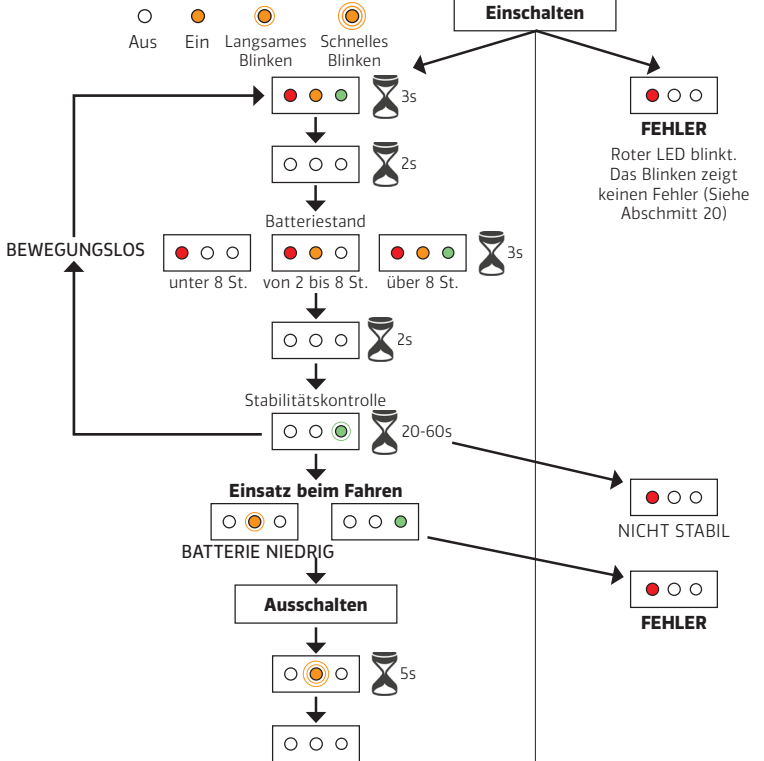 Einschalten
Aus
Ein
Langsames
Blinken
Schnelles
Blinken
3s
FEHLER
Roter LED blinkt.
Das Blinken zeigt
keinen Fehler (Siehe
Abschmitt 20)
2s
Batteriestand
BEWEGUNGSLOS
3s
unter 8 St.
von 2 bis 8 St.
über 8 St.
2s
Stabilitätskontrolle
20-60s
Einsatz beim Fahren
NICHT STABIL
BATTERIE NIEDRIG
Ausschalten
FEHLER
5s